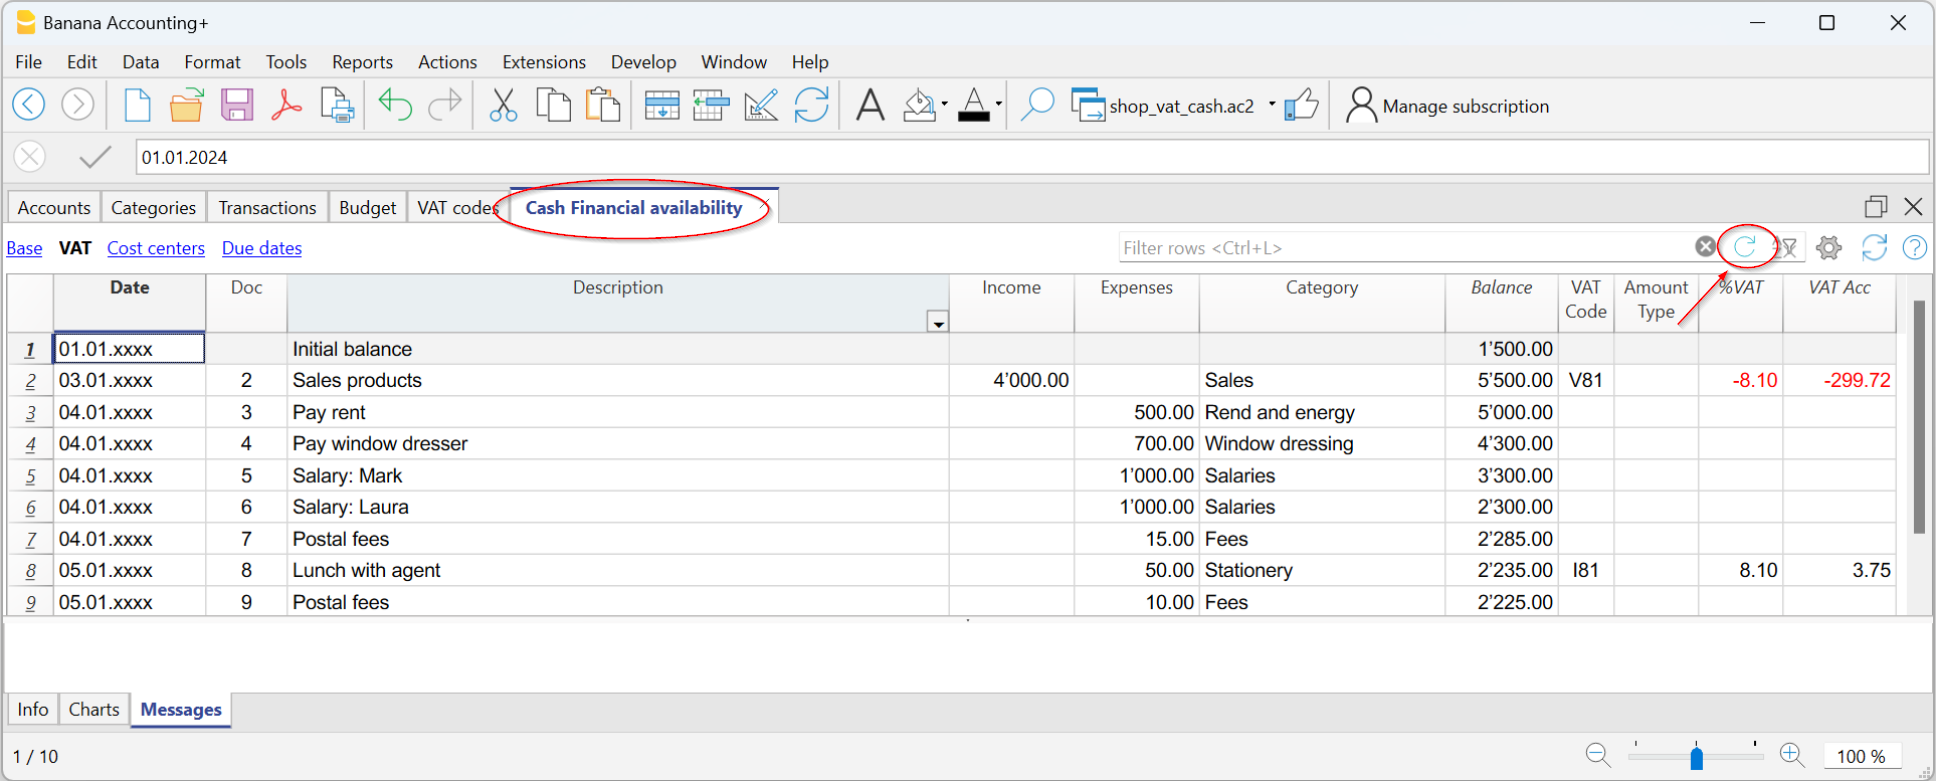 Banana Accounting+
File Edit Data Format Tools Reports Actions Extensions Develop Window Help
shop_vat_cash.ac2 Manage subscription
01.01.2024
Accounts Categories Transactions Budget VAT codes Cash Financial availability
Base VAT Cost centers Due dates Filter rows <Ctrl+L>
Date Doc Description Income Expenses Category Balance VAT Code Amount Type %VAT VAT Acc
1 01.01.xxxx Initial balance 1’500.00
2 03.01.xxxx 2 Sales products 4’000.00 Sales 5’500.00 V81 -8.10 -299.72
3 04.01.xxxx 3 Pay rent 500.00 Rend and energy 5’000.00
4 04.01.xxxx 4 Pay window dresser 700.00 Window dressing 4’300.00
5 04.01.xxxx 5 Salary: Mark 1’000.00 Salaries 3’300.00
6 04.01.xxxx 6 Salary: Laura 1’000.00 Salaries 2’300.00
7 04.01.xxxx 7 Postal fees 15.00 Fees 2’285.00
8 05.01.xxxx 8 Lunch with agent 50.00 Stationery 2’235.00 I81 8.10 3.75
9 05.01.xxxx 9 Postal fees 10.00 Fees 2’225.00
Info Charts Messages
1 / 10 100 %